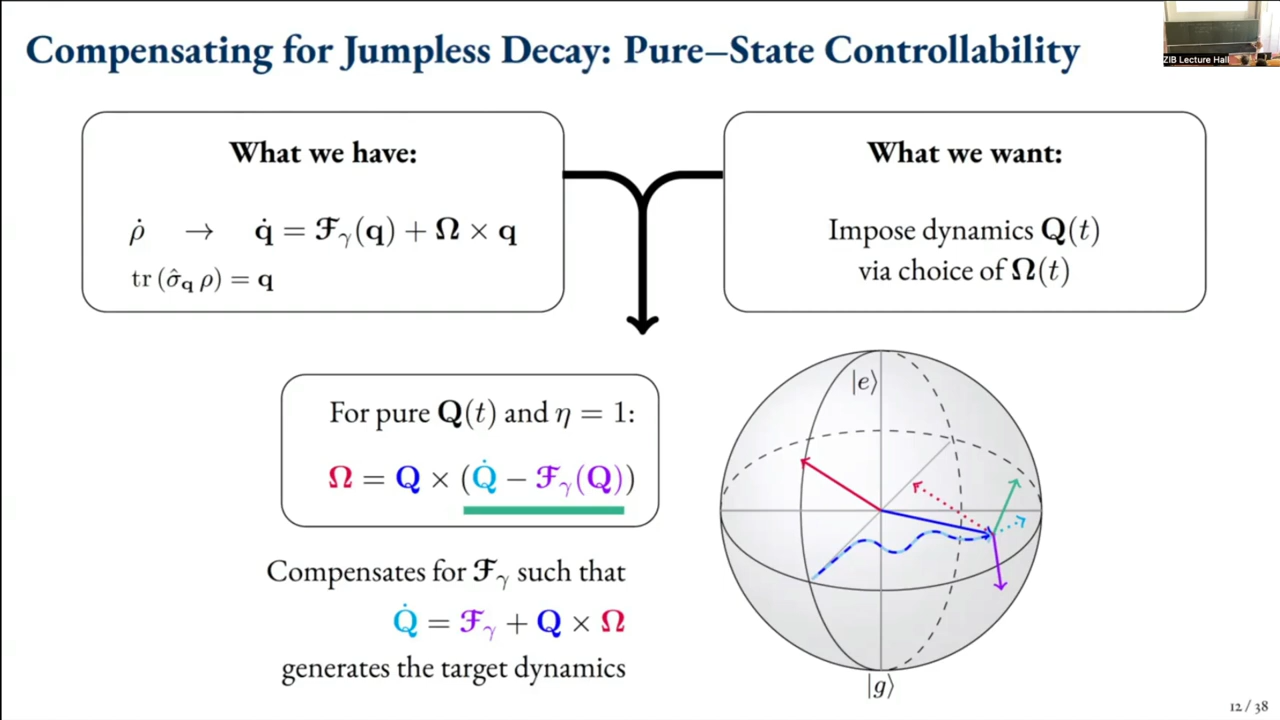 Compensating for Jumpless Decay: Pure–State Controllability
ZIB Lecture Hall
What we have:
ρ̇ → q̇ = ℱ_γ(q) + Ω × q
tr (σ̂_q ρ) = q
What we want:
Impose dynamics Q(t)
via choice of Ω(t)
For pure Q(t) and η = 1:
Ω = Q × (Q̇ − ℱ_γ(Q))
Compensates for ℱ_γ such that
Q̇ = ℱ_γ + Q × Ω
generates the target dynamics
|e⟩
|g⟩
12 / 38